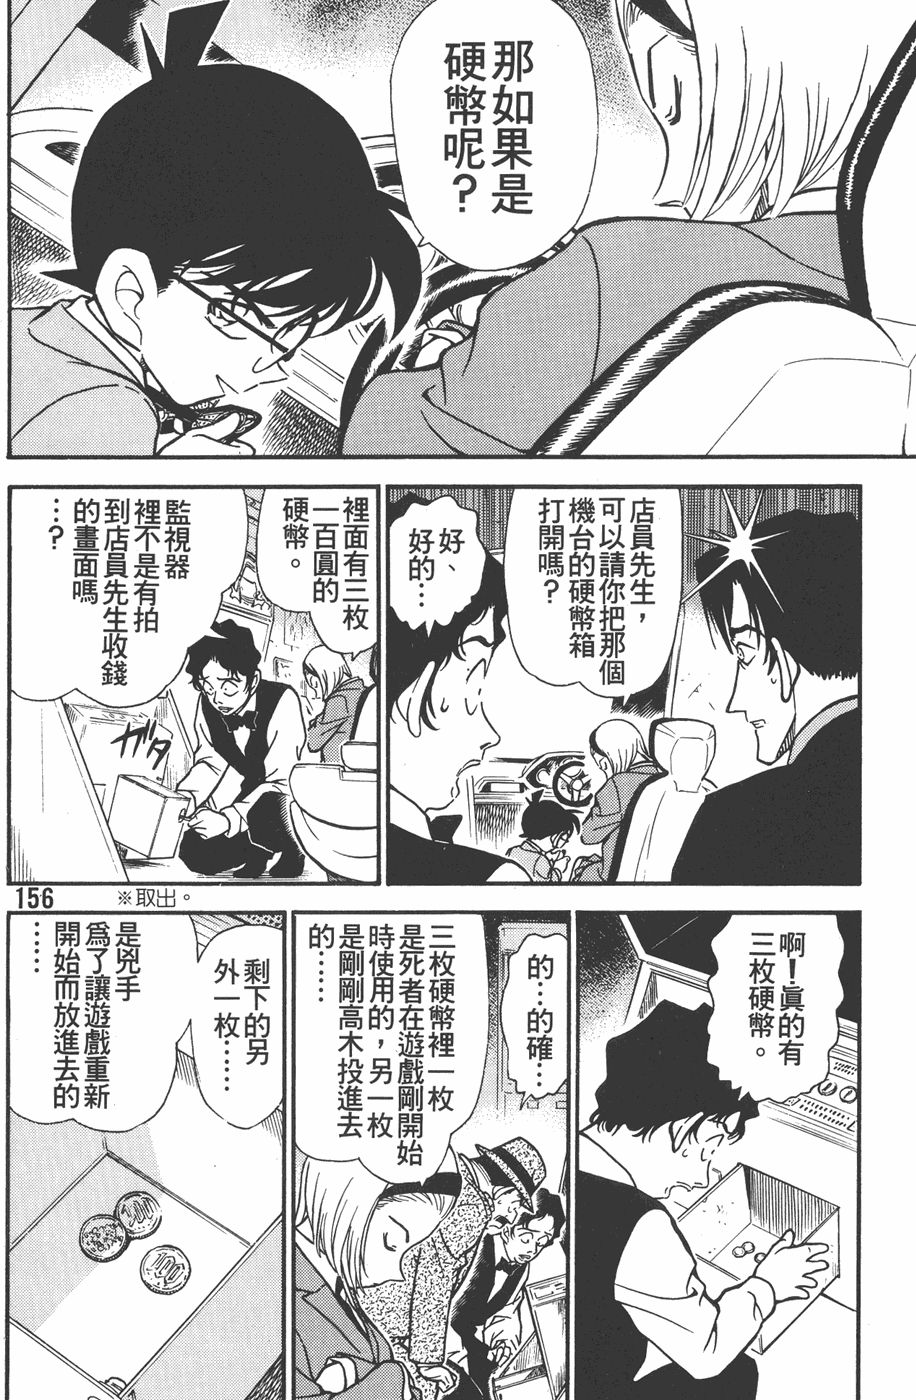 那如果是
硬幣呢？
店員先生，
可以請你把那個
機台的硬幣箱
打開嗎？
好、
好的…
裡面有三枚
一百圓的
硬幣。
監視器
裡不是有拍
到店員先生收錢
的畫面嗎
…？
ガタ
※取出。
156
啊！真的有
三枚硬幣。
的…的確…
三枚硬幣裡一枚
是死者在遊戲剛開始
時使用的，另一枚
是剛剛高木投進去
的……
剩下的另
外一枚……
是兇手
為了讓遊戲重新
開始而放進去的
……
100
100